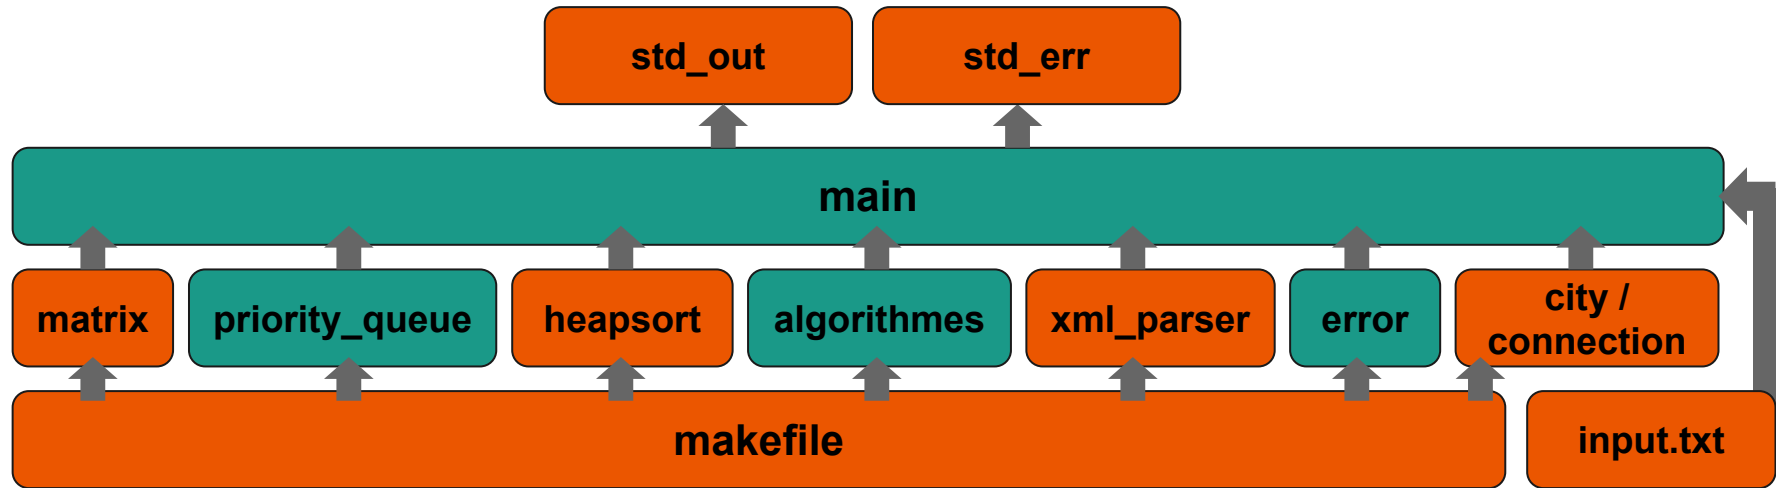 std_out
std_err
main
matrix
priority_queue
heapsort
algorithmes
xml_parser
error
city /
connection
makefile
input.txt